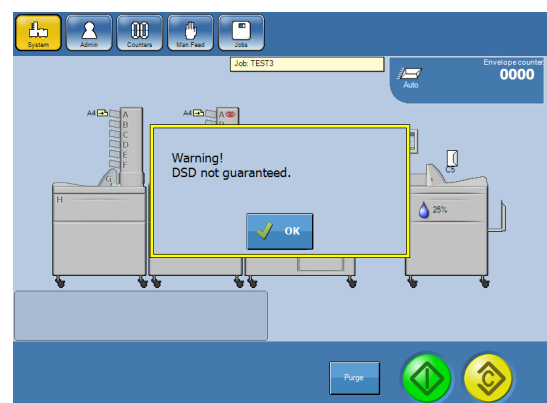 System
Admin
Counters
Man.Feed
Jobs
Job: TEST3
Auto
Envelope counter:
0000
A4
A
B
C
D
E
F
G
H
A4
A
C5
25%
Warning!
DSD not guaranteed.
OK
Purge